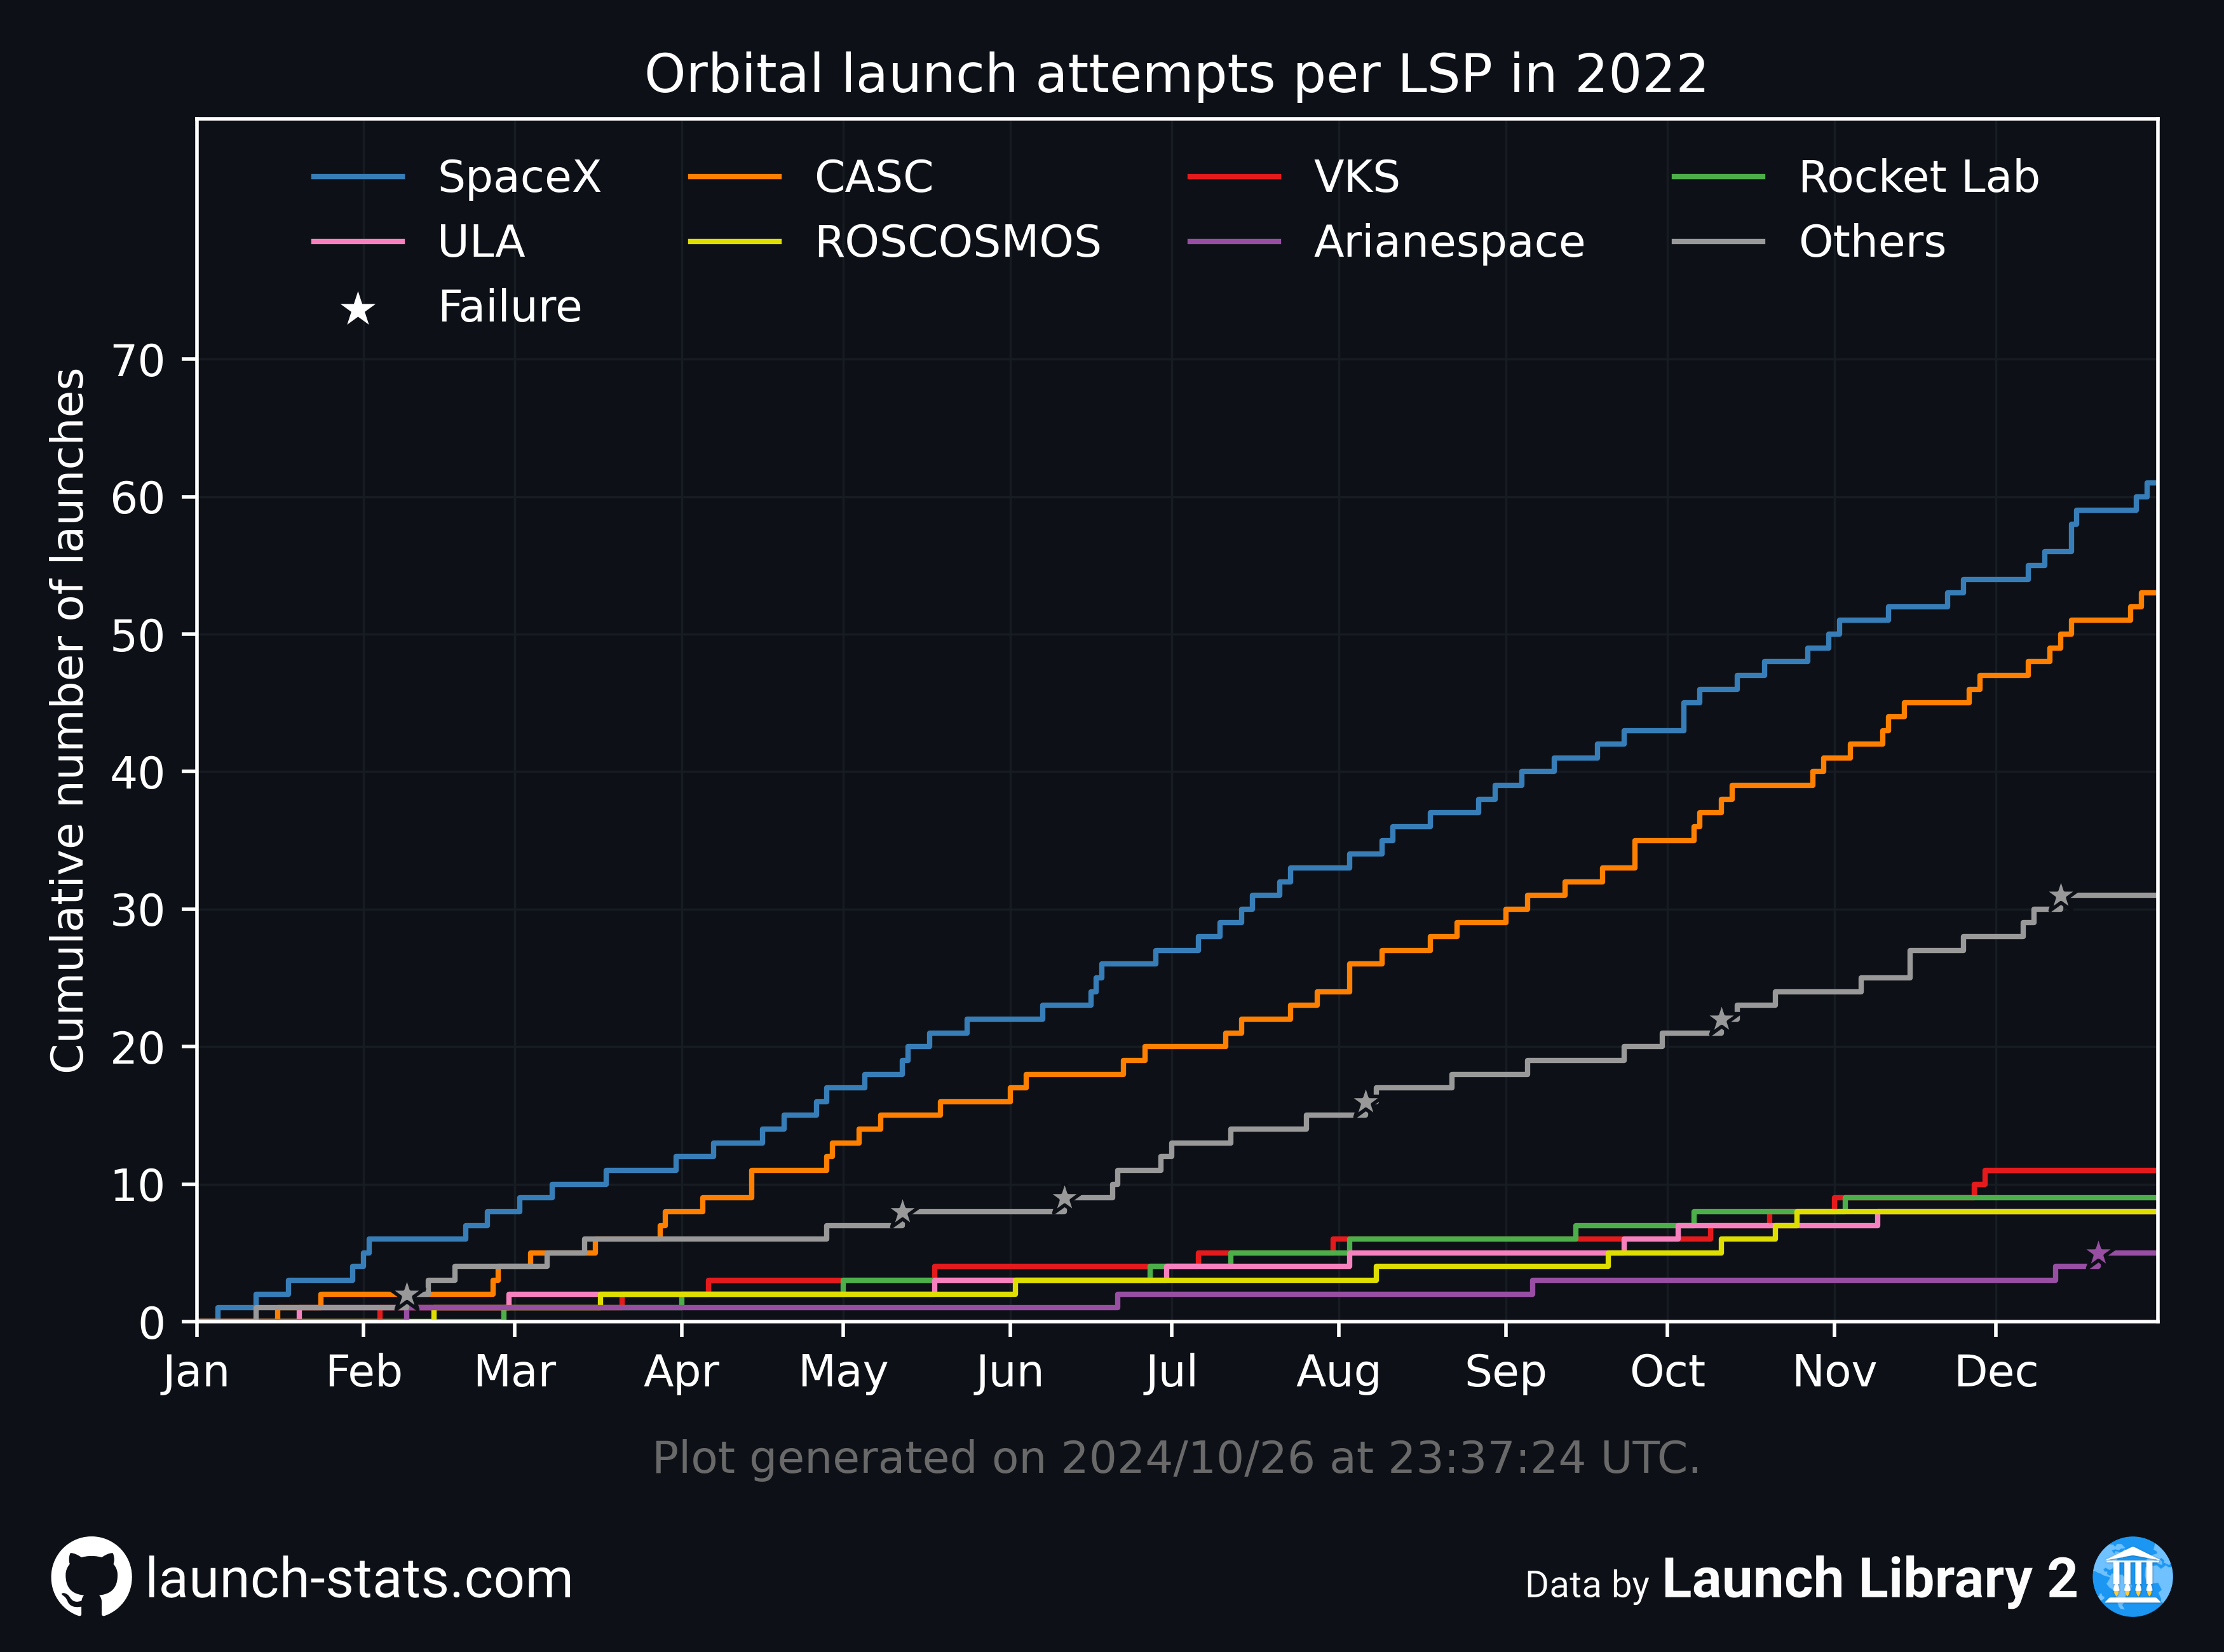 Orbital launch attempts per LSP in 2022
SpaceX CASC VKS Rocket Lab
ULA ROSCOSMOS Arianespace Others
Failure
Cumulative number of launches
70
60
50
40
30
20
10
0
Jan Feb Mar Apr May Jun Jul Aug Sep Oct Nov Dec
Plot generated on 2024/10/26 at 23:37:24 UTC.
launch-stats.com
Data by Launch Library 2